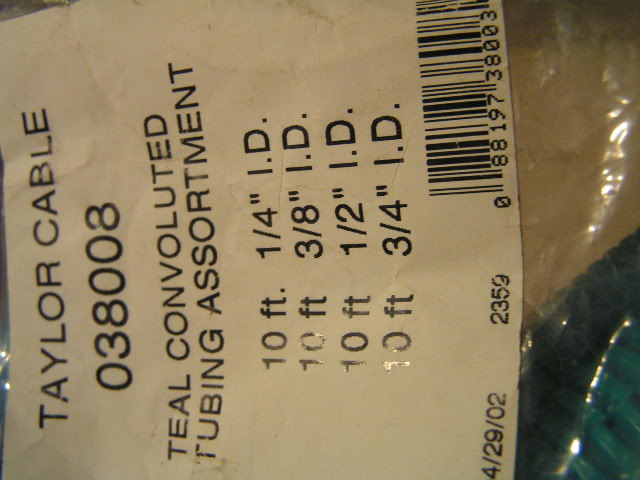 TAYLOR CABLE
038008
TEAL CONVOLUTED
TUBING ASSORTMENT
10 ft. 1/4" I.D.
10 ft 3/8" I.D.
10 ft 1/2" I.D.
10 ft 3/4" I.D.
0 88197 38003
4/29/02 2359